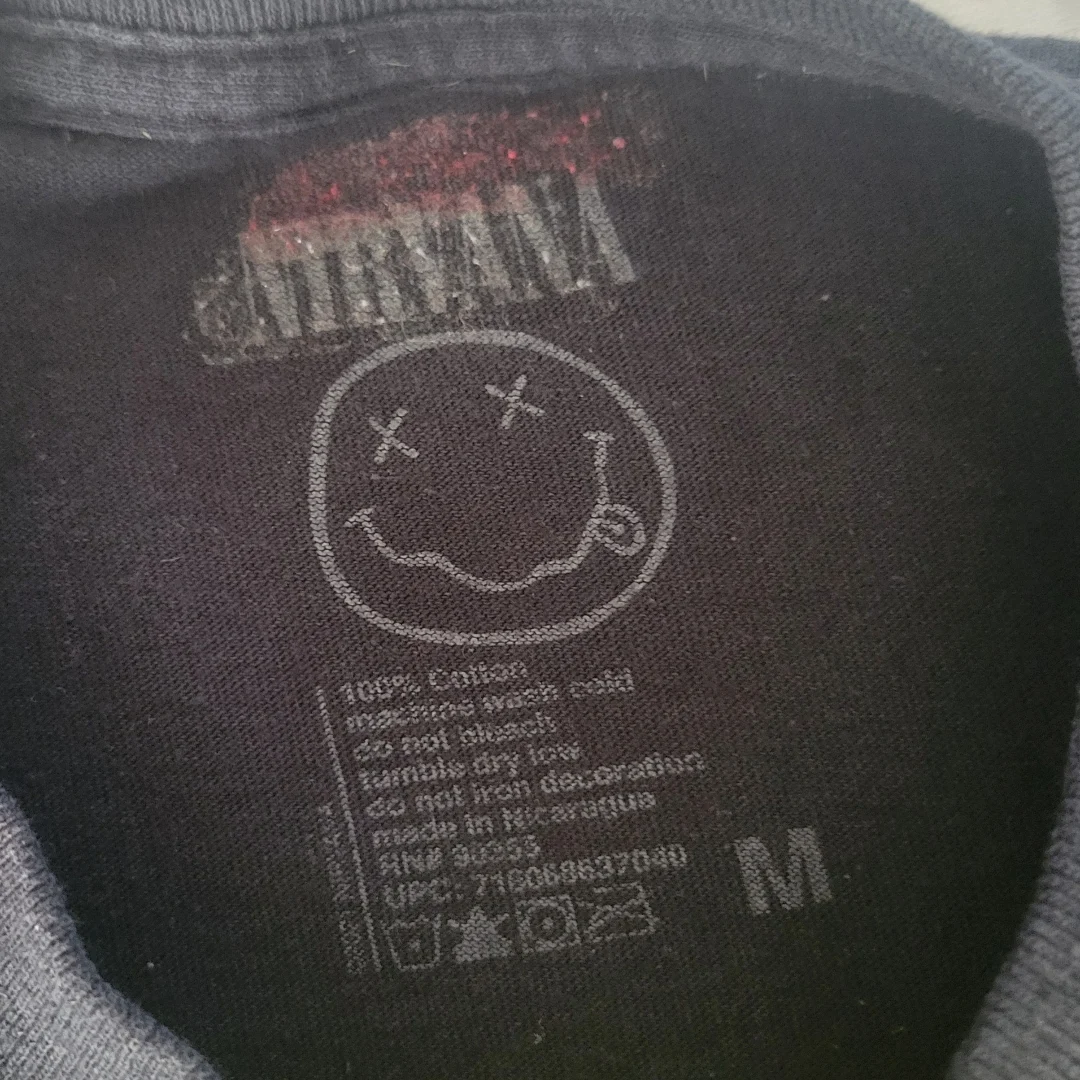 NIRVANA
100% Cotton
machine wash cold
do not bleach
tumble dry low
do not iron decoration
made in Nicaragua
RN# 90353
UPC: 718068637040
M